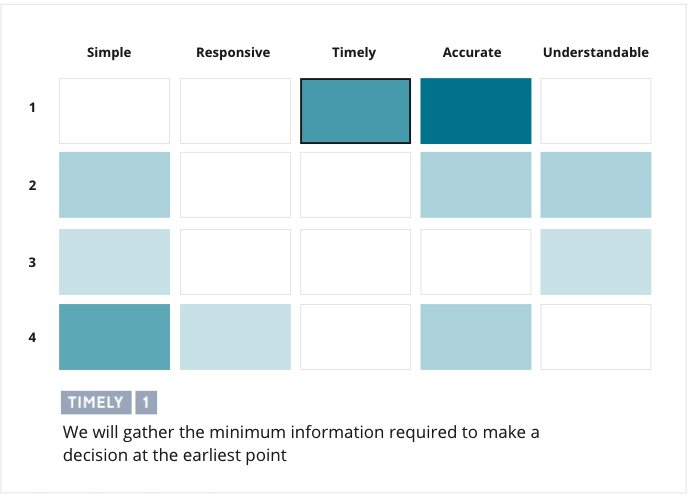 Simple Responsive Timely Accurate Understandable
1
2
3
4
TIMELY 1
We will gather the minimum information required to make a
decision at the earliest point